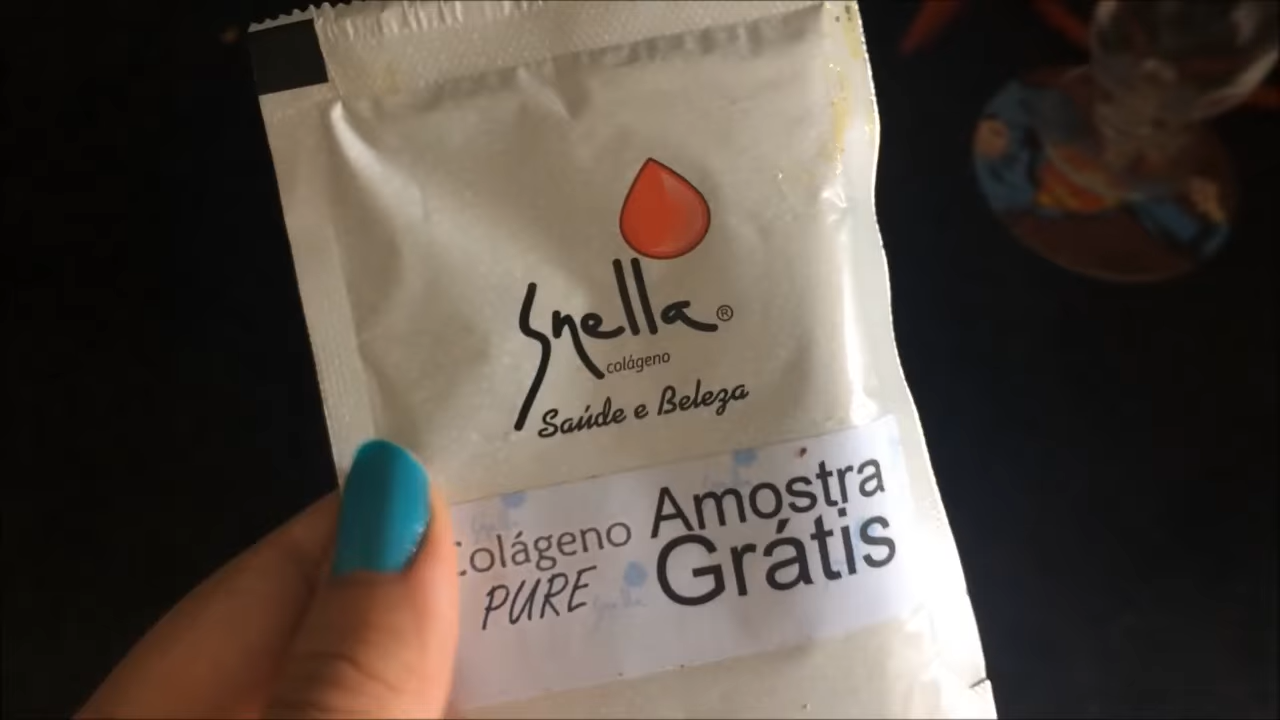 Snella®
colágeno
Saúde e Beleza
Colágeno
PURE
Amostra
Grátis